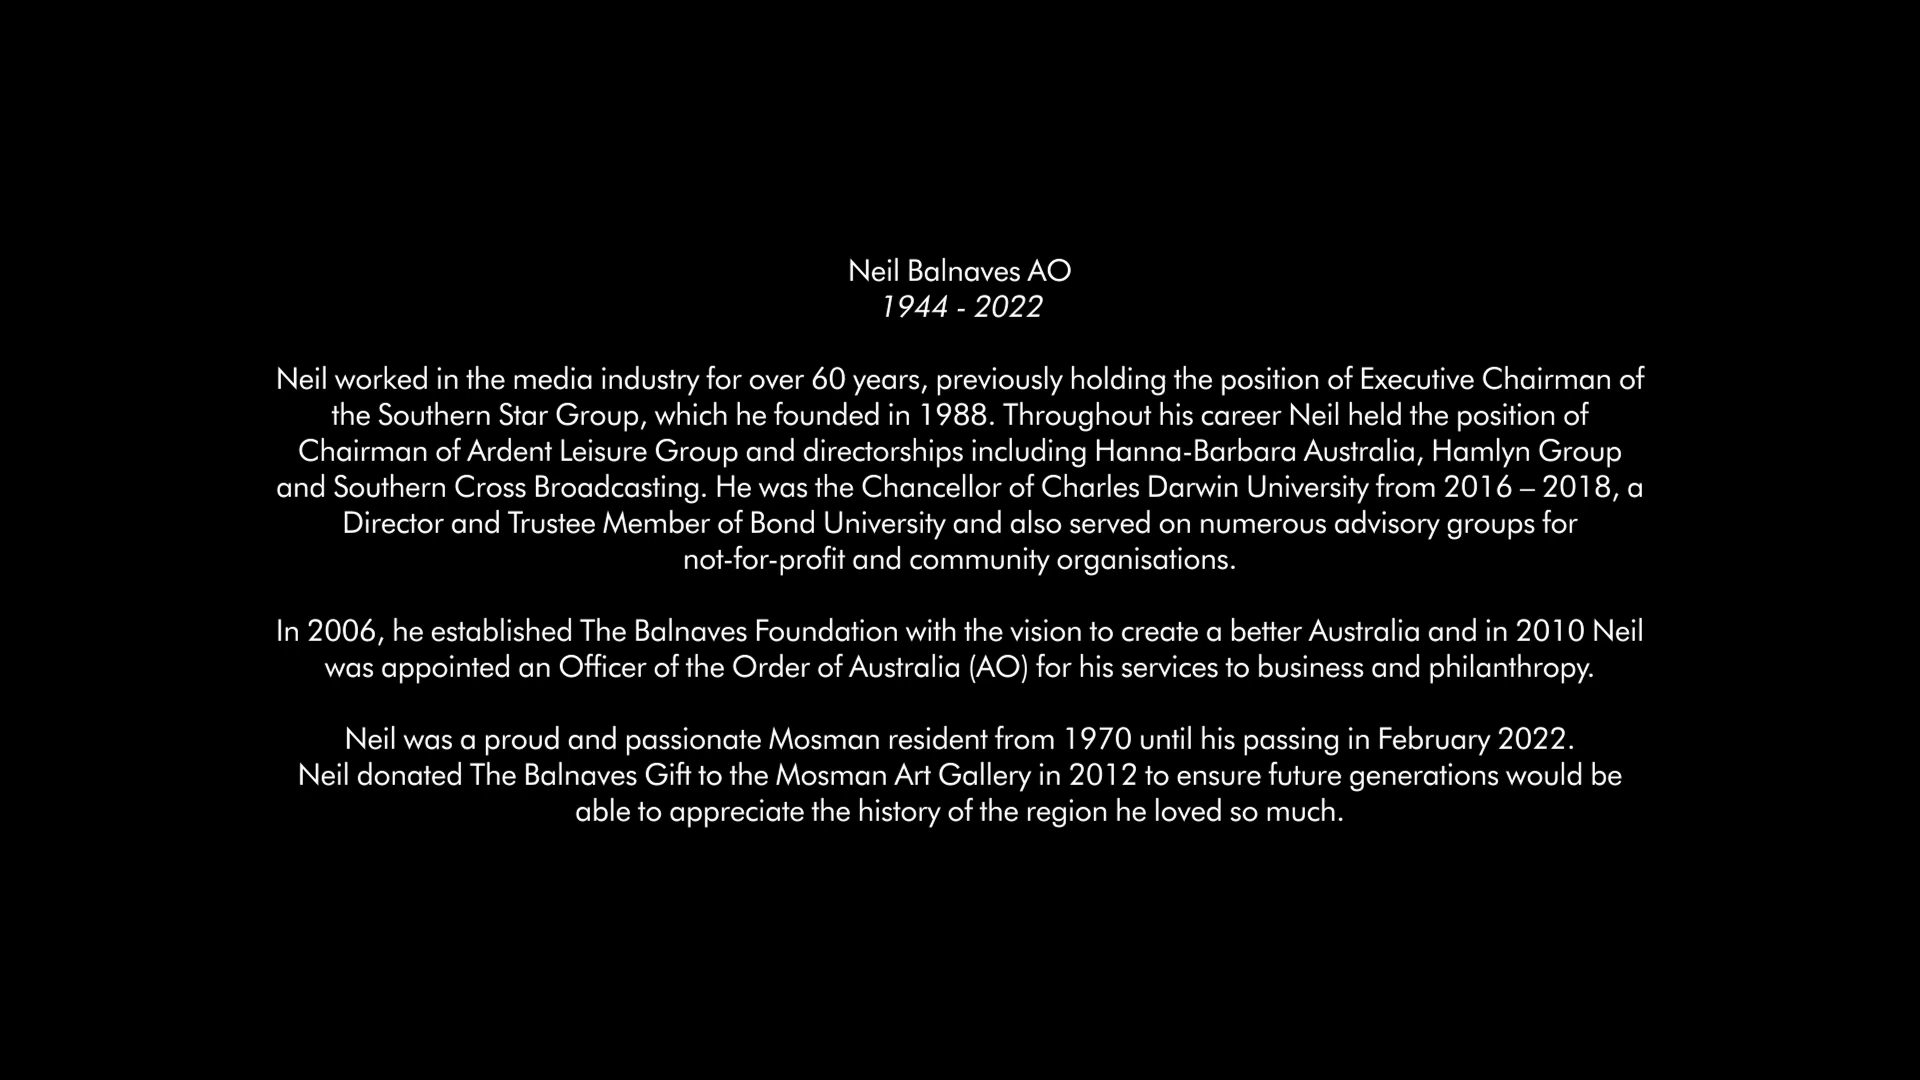 Neil Balnaves AO
1944 - 2022
Neil worked in the media industry for over 60 years, previously holding the position of Executive Chairman of
the Southern Star Group, which he founded in 1988. Throughout his career Neil held the position of
Chairman of Ardent Leisure Group and directorships including Hanna-Barbara Australia, Hamlyn Group
and Southern Cross Broadcasting. He was the Chancellor of Charles Darwin University from 2016 – 2018, a
Director and Trustee Member of Bond University and also served on numerous advisory groups for
not-for-profit and community organisations.
In 2006, he established The Balnaves Foundation with the vision to create a better Australia and in 2010 Neil
was appointed an Officer of the Order of Australia (AO) for his services to business and philanthropy.
Neil was a proud and passionate Mosman resident from 1970 until his passing in February 2022.
Neil donated The Balnaves Gift to the Mosman Art Gallery in 2012 to ensure future generations would be
able to appreciate the history of the region he loved so much.